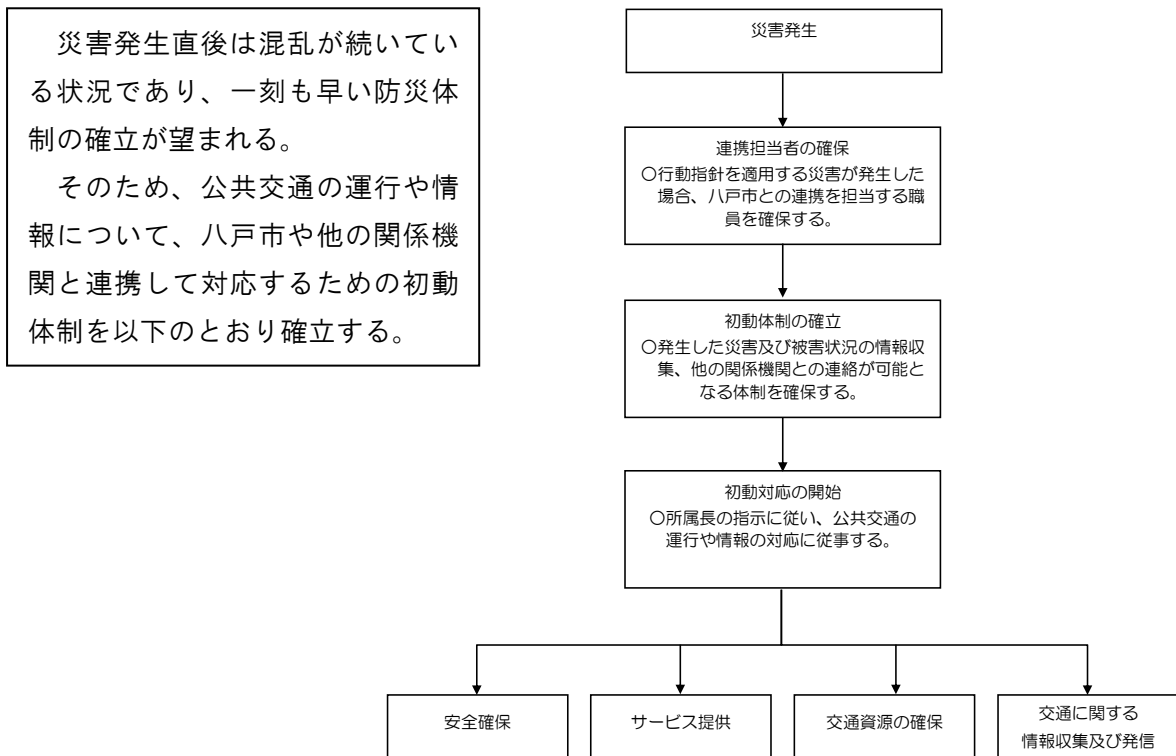 災害発生直後は混乱が続いてい
る状況であり、一刻も早い防災体
制の確立が望まれる。
そのため、公共交通の運行や情
報について、八戸市や他の関係機
関と連携して対応するための初動
体制を以下のとおり確立する。
災害発生
連携担当者の確保
○行動指針を適用する災害が発生した
場合、八戸市との連携を担当する職
員を確保する。
初動体制の確立
○発生した災害及び被害状況の情報収
集、他の関係機関との連絡が可能と
なる体制を確保する。
初動対応の開始
○所属長の指示に従い、公共交通の
運行や情報の対応に従事する。
安全確保
サービス提供
交通資源の確保
交通に関する
情報収集及び発信